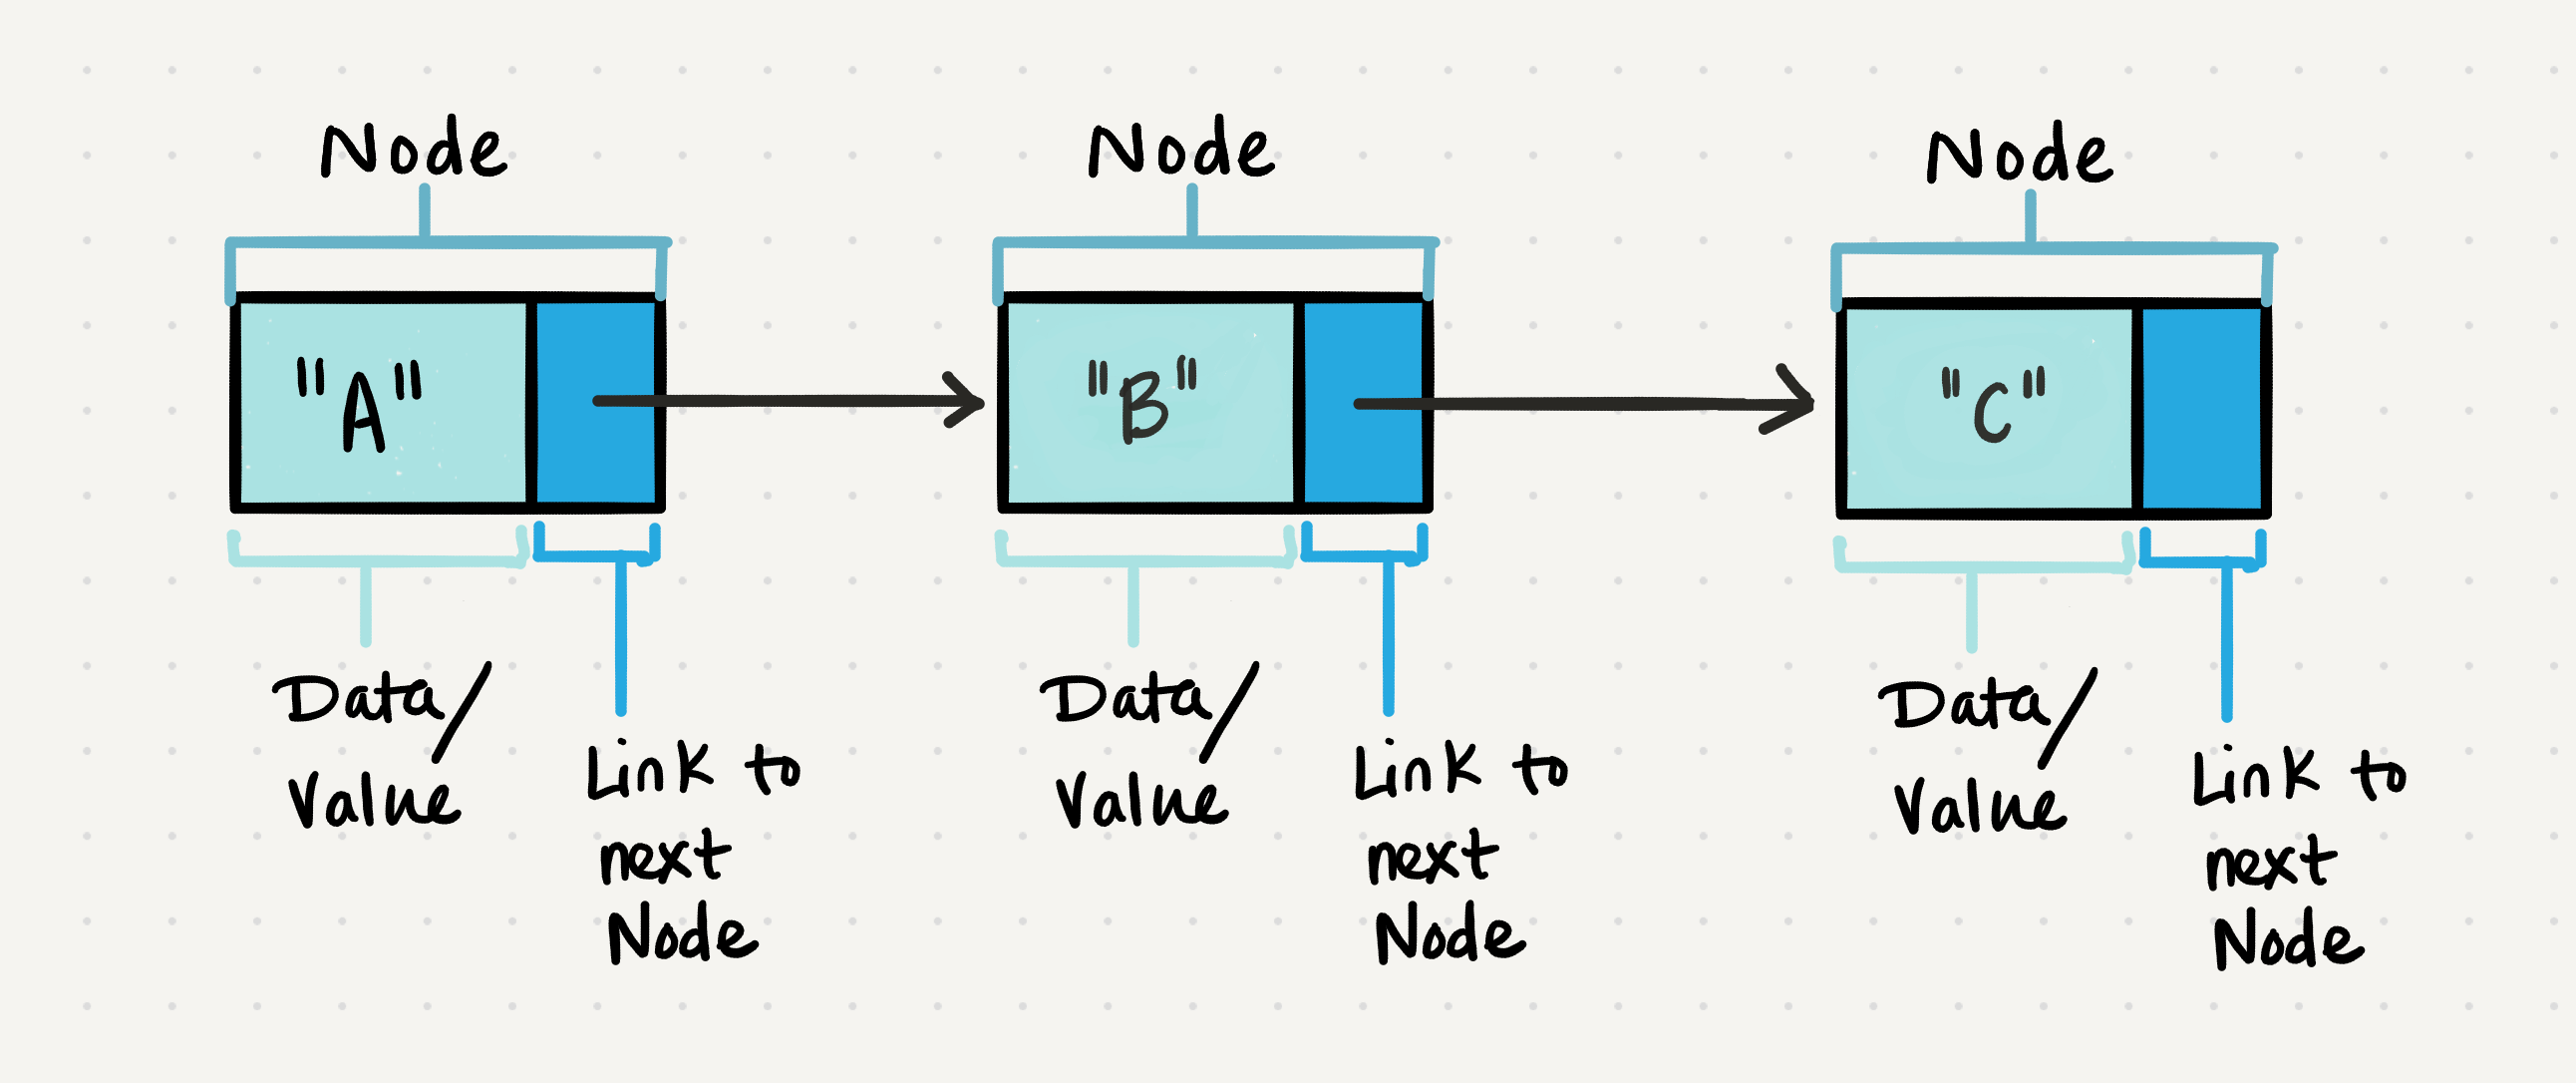 Node
Node
Node
"A"
"B"
"C"
Data/
Value
Link to
next
Node
Data/
Value
Link to
next
Node
Data/
Value
Link to
next
Node